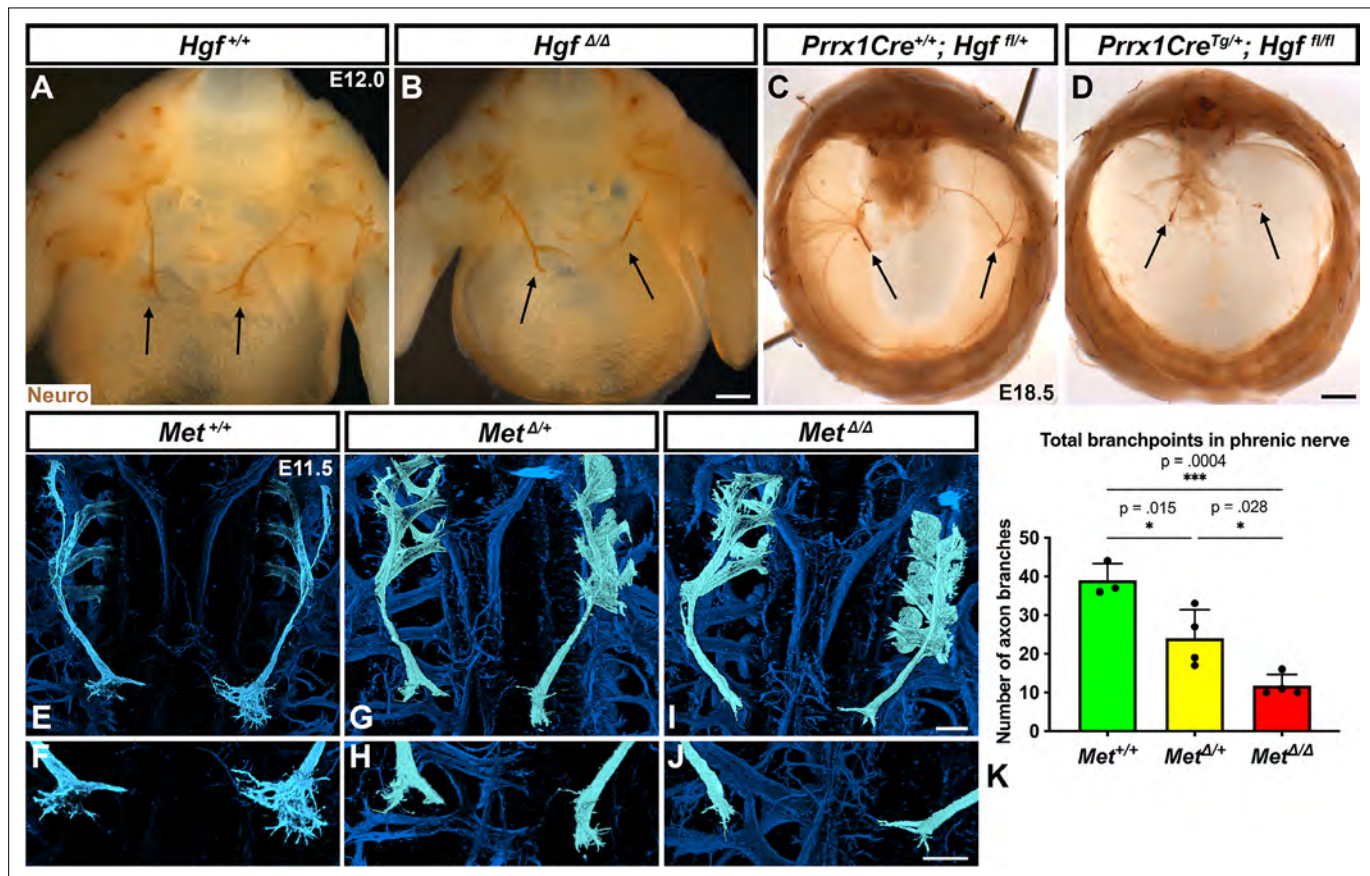 Hgf +/+
Hgf Δ/Δ
Prrx1Cre+/+; Hgf fl/+
Prrx1CreTg/+; Hgf fl/fl
A
E12.0
B
C
D
Neuro
E18.5
Met +/+
Met Δ/+
Met Δ/Δ
E11.5
E
G
I
F
H
J
K
Total branchpoints in phrenic nerve
p = .0004
***
p = .015
p = .028
*
*
Number of axon branches
50
40
30
20
10
0
Met+/+
MetΔ/+
MetΔ/Δ